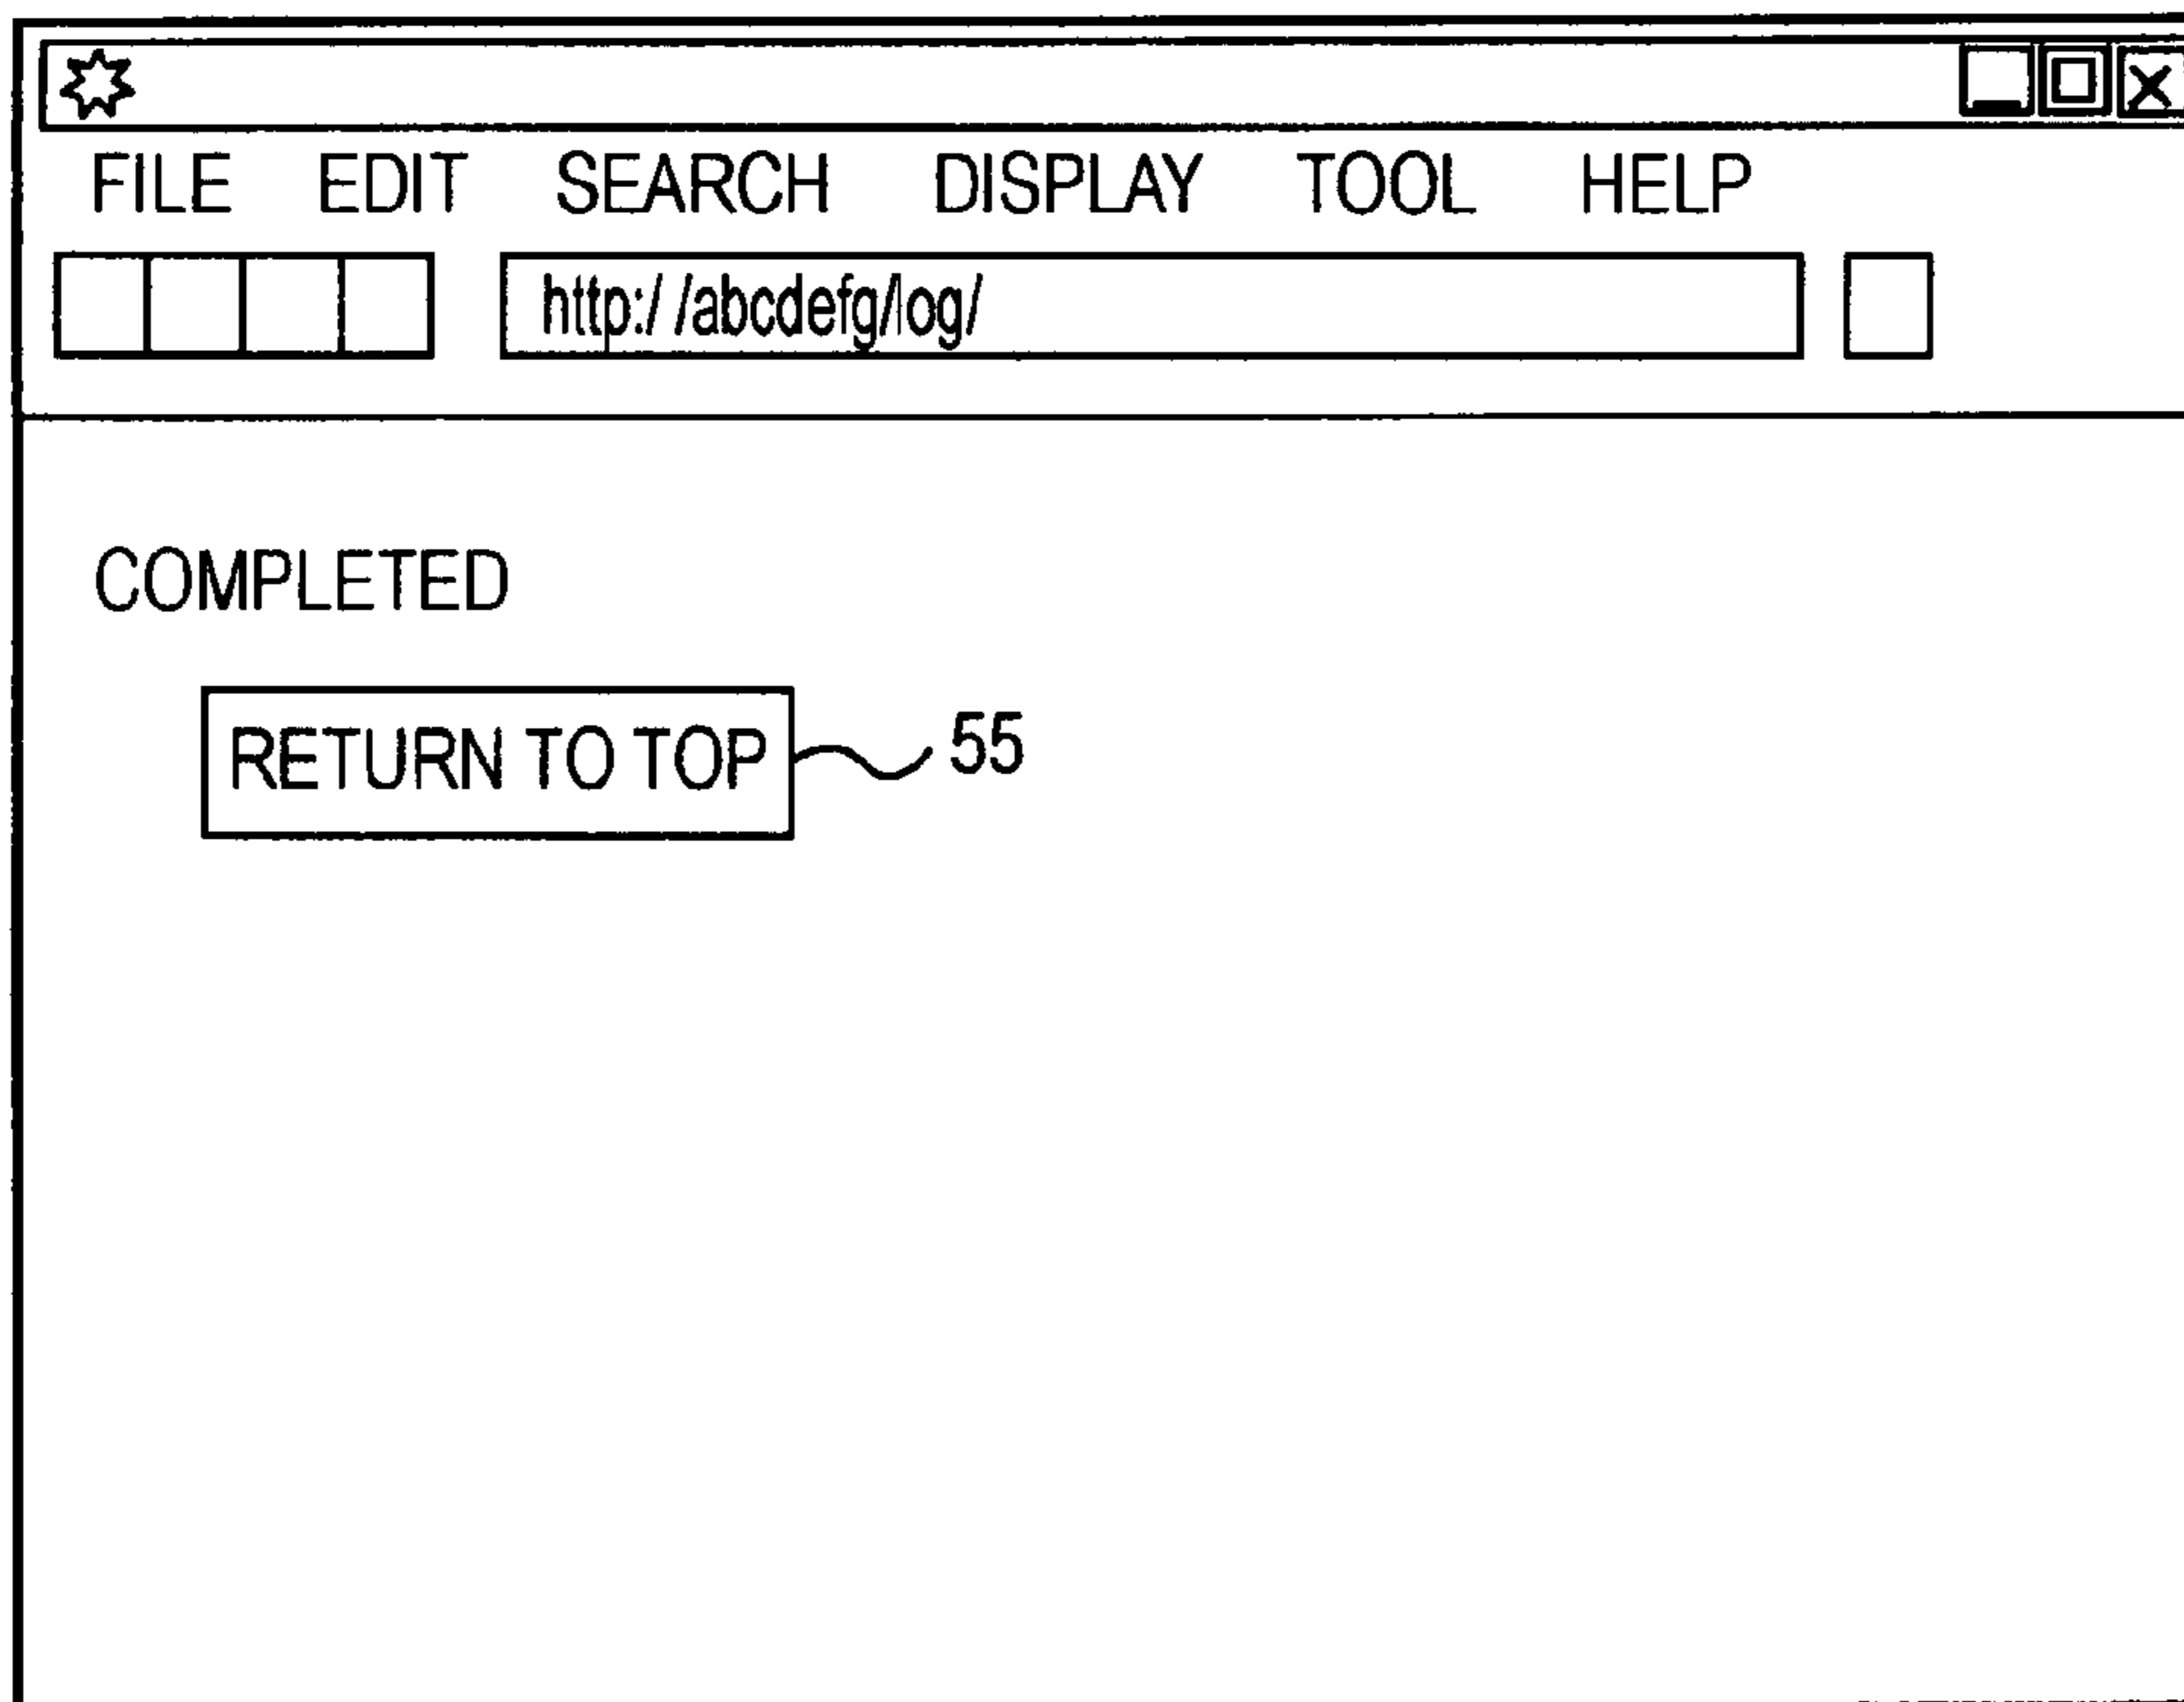 FILE EDIT SEARCH DISPLAY TOOL HELP
http://abcdefg/log/
COMPLETED
RETURN TO TOP 55